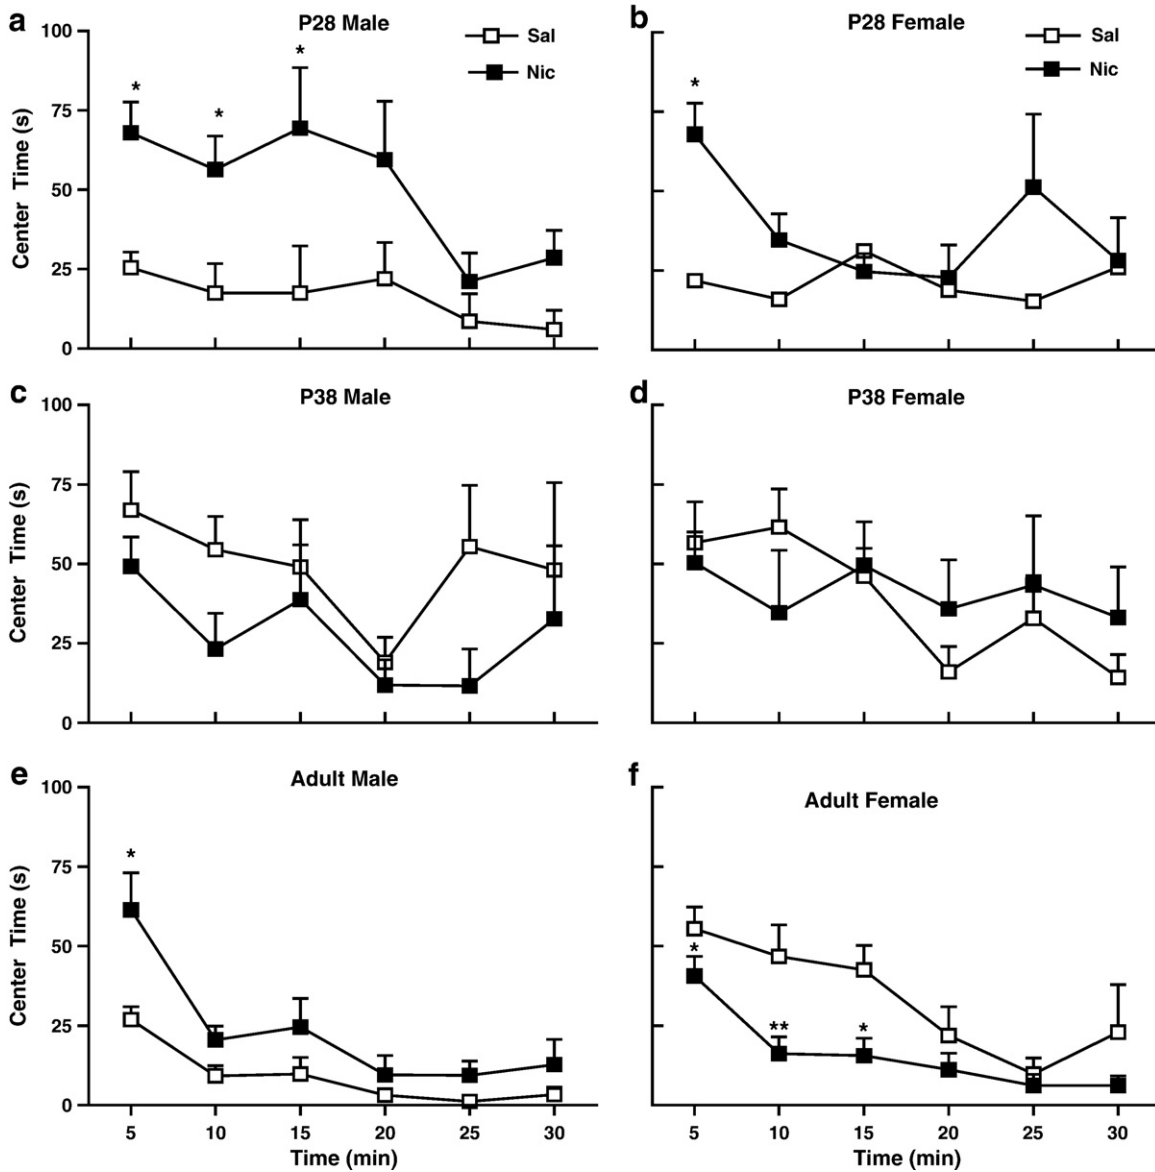 a
P28 Male
Sal
Nic
*
*
*
100
75
50
25
0
Center Time (s)
b
P28 Female
Sal
Nic
*
c
P38 Male
100
75
50
25
0
Center Time (s)
d
P38 Female
e
Adult Male
*
100
75
50
25
0
Center Time (s)
5 10 15 20 25 30
Time (min)
f
Adult Female
*
**
*
5 10 15 20 25 30
Time (min)